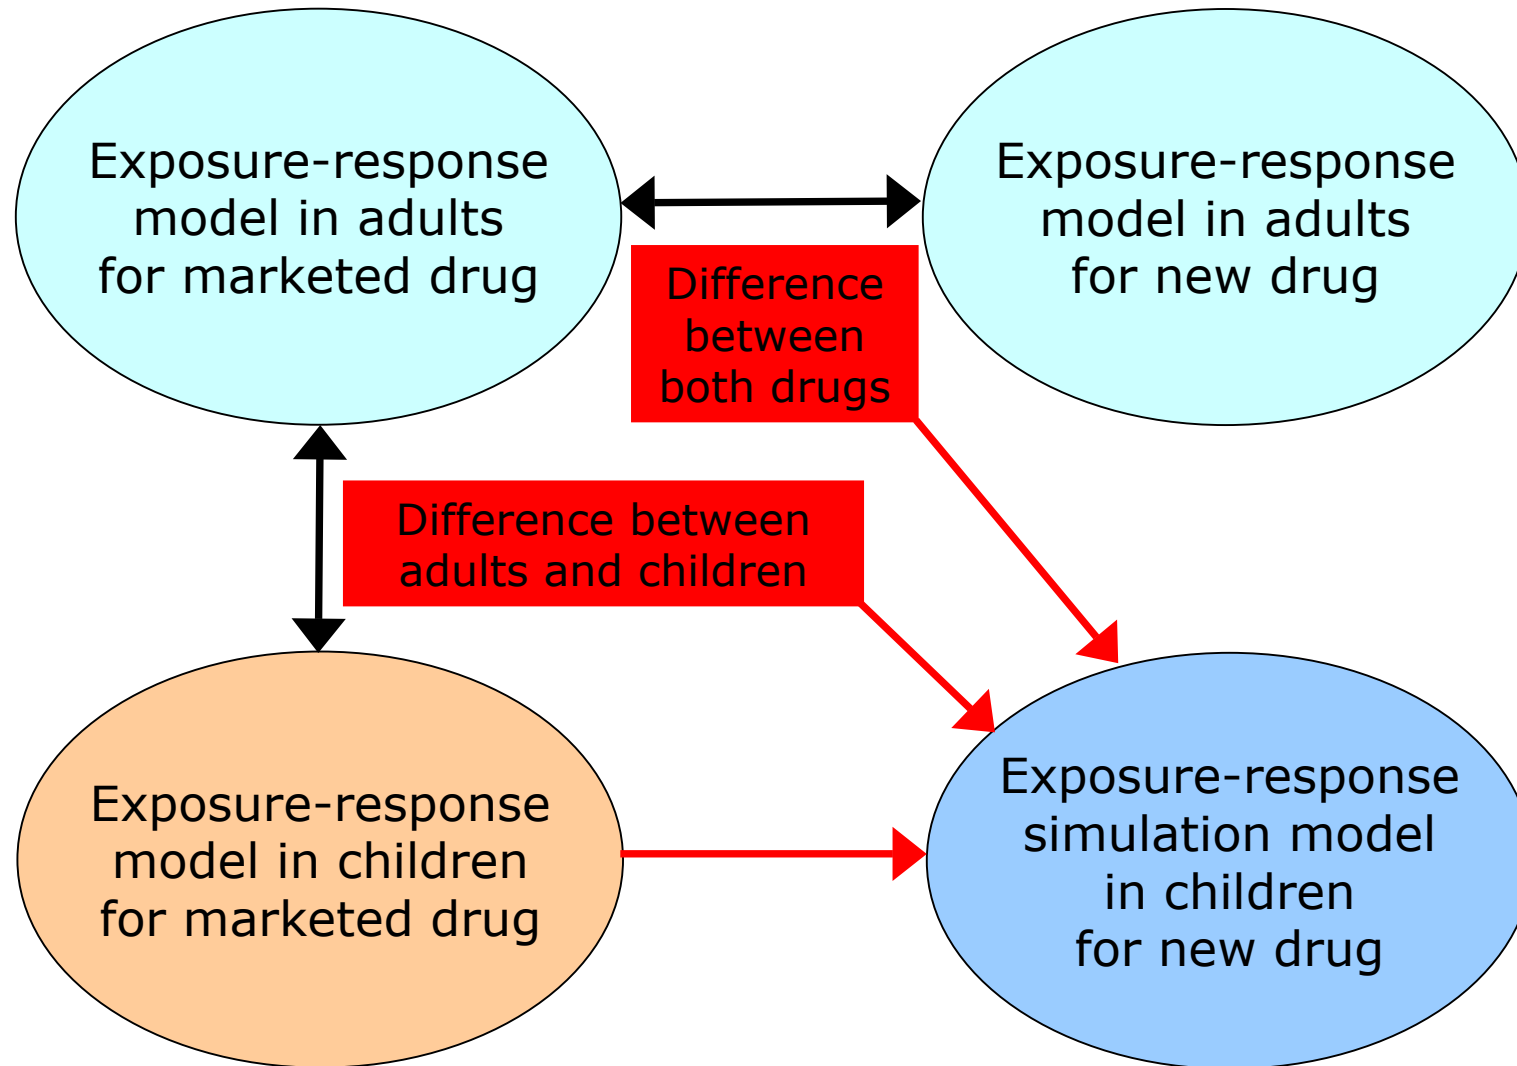 Exposure-response
model in adults
for marketed drug
Exposure-response
model in adults
for new drug
Difference
between
both drugs
Difference between
adults and children
Exposure-response
model in children
for marketed drug
Exposure-response
simulation model
in children
for new drug